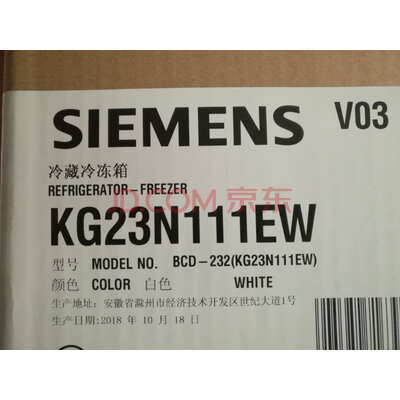 SIEMENS V03
冷藏冷冻箱
REFRIGERATOR-FREEZER
JD.COM 京东
KG23N111EW
型号 MODEL NO. BCD-232(KG23N111EW)
颜色 COLOR 白色 WHITE
生产地址: 安徽省滁州市经济技术开发区世纪大道1号
生产日期:2018 年 10 月 18日